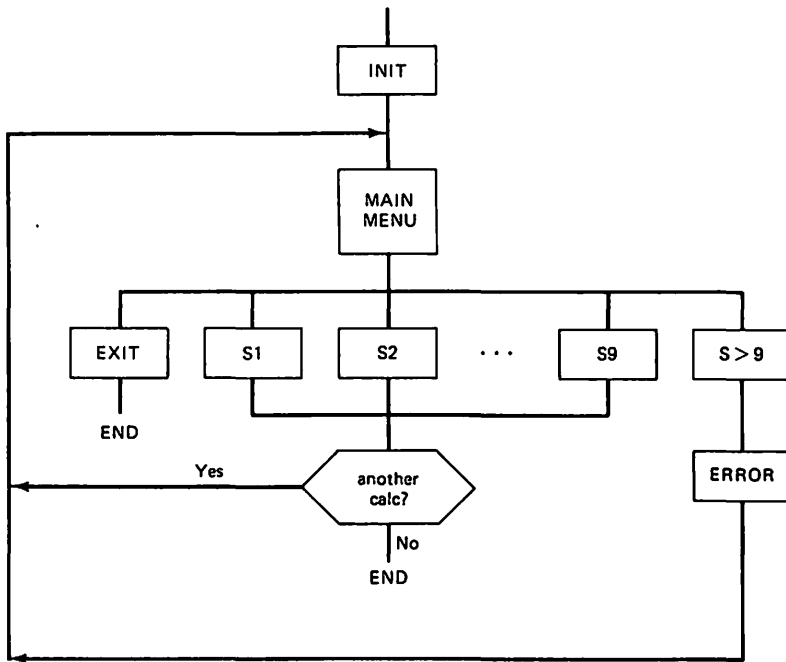 INIT
MAIN
MENU
EXIT
S1
S2
. . .
S9
S > 9
END
Yes
another
calc?
ERROR
No
END